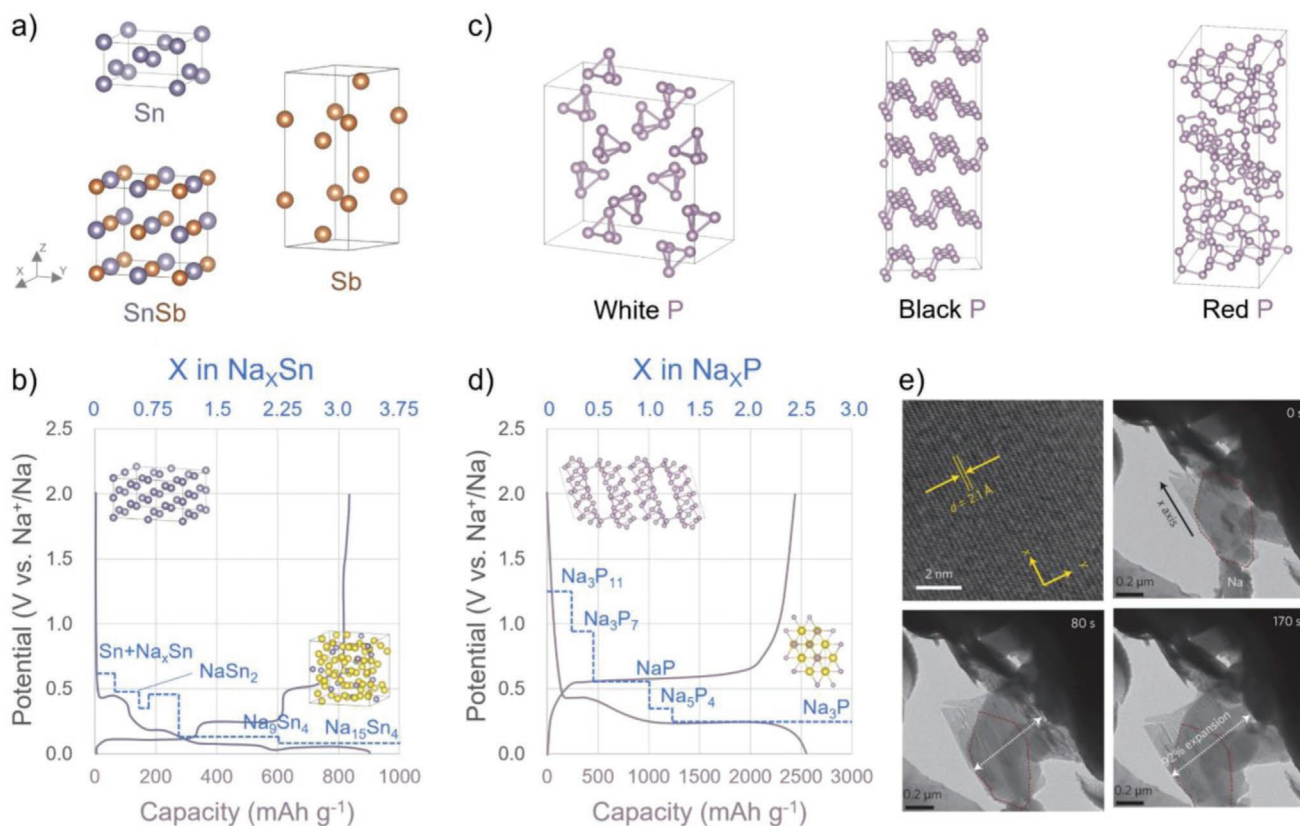 a)
Sn
SnSb
Sb
Z
X
Y
c)
White P
Black P
Red P
b)
X in NaXSn
0 0.75 1.5 2.25 3.0 3.75
2.5
2.0
1.5
1.0
0.5
0.0
Potential (V vs. Na+/Na)
Sn+NaxSn
NaSn2
Na9Sn4
Na15Sn4
0 200 400 600 800 1000
Capacity (mAh g-1)
d)
X in NaXP
0 0.5 1.0 1.5 2.0 2.5 3.0
2.5
2.0
1.5
1.0
0.5
0.0
Potential (V vs. Na+/Na)
Na3P11
Na3P7
NaP
Na5P4
Na3P
0 500 1000 1500 2000 2500 3000
Capacity (mAh g-1)
e)
d = 2.1 Å
X
Y
2 nm
0 s
x axis
Na
0.2 µm
80 s
0.2 µm
170 s
92% expansion
0.2 µm